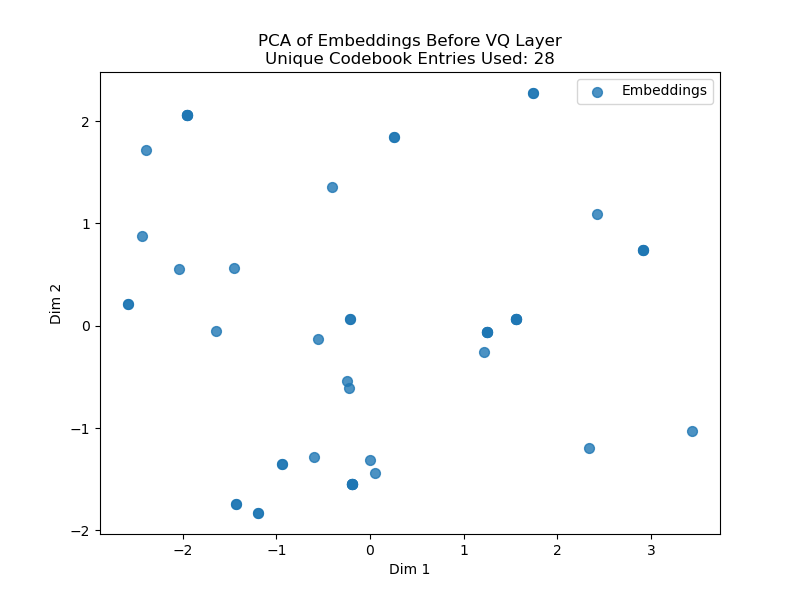 PCA of Embeddings Before VQ Layer
Unique Codebook Entries Used: 28
Embeddings
2
1
0
−1
−2
Dim 2
−2 −1 0 1 2 3
Dim 1